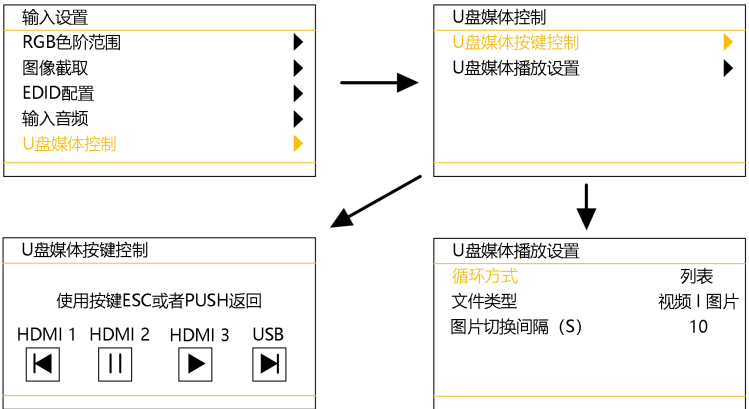 输入设置
RGB色阶范围
图像截取
EDID配置
输入音频
U盘媒体控制
U盘媒体控制
U盘媒体按键控制
U盘媒体播放设置
U盘媒体按键控制
使用按键ESC或者PUSH返回
HDMI 1 HDMI 2 HDMI 3 USB
U盘媒体播放设置
循环方式 列表
文件类型 视频 I 图片
图片切换间隔（S） 10